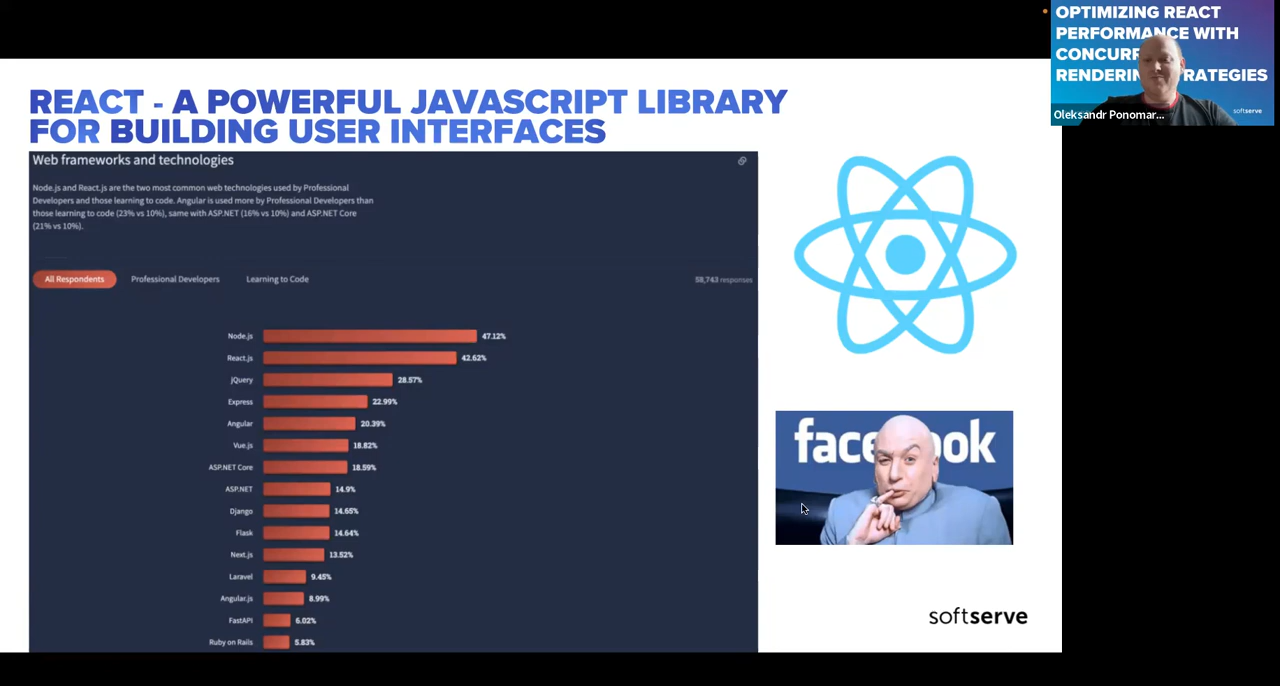 OPTIMIZING REACT
PERFORMANCE WITH
CONCUR
RENDERIN RATEGIES
softserve
Oleksandr Ponomar...
REACT - A POWERFUL JAVASCRIPT LIBRARY
FOR BUILDING USER INTERFACES
Web frameworks and technologies
Node.js and React.js are the two most common web technologies used by Professional
Developers and those learning to code. Angular is used more by Professional Developers than
those learning to code (23% vs 10%), same with ASP.NET (16% vs 10%) and ASP.NET Core
(21% vs 10%).
All Respondents Professional Developers Learning to Code 58,743 responses
Node.js 47.12%
React.js 42.62%
jQuery 28.57%
Express 22.99%
Angular 20.39%
Vue.js 18.82%
ASP.NET Core 18.59%
ASP.NET 14.9%
Django 14.65%
Flask 14.64%
Next.js 13.52%
Laravel 9.45%
Angular.js 8.99%
FastAPI 6.02%
Ruby on Rails 5.83%
face ok
softserve